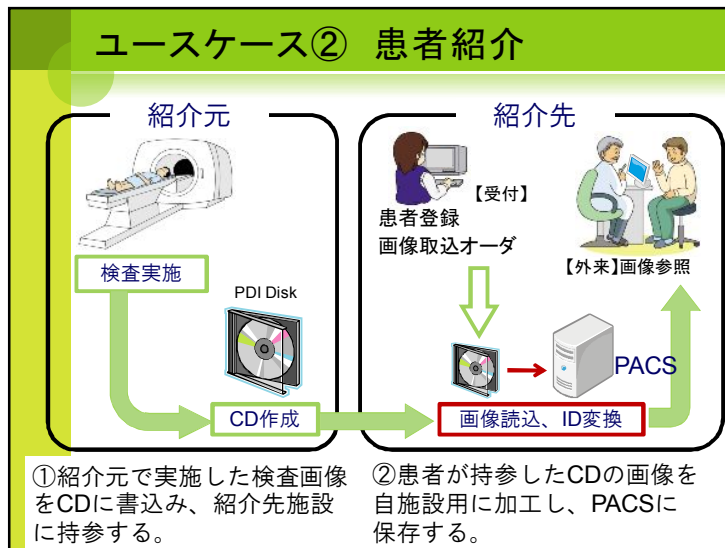 ユースケース② 患者紹介
紹介元
検査実施
PDI Disk
CD作成
紹介先
【受付】
患者登録
画像取込オーダ
【外来】画像参照
PACS
画像読込、ID変換
①紹介元で実施した検査画像
をCDに書込み、紹介先施設
に持参する。
②患者が持参したCDの画像を
自施設用に加工し、PACSに
保存する。